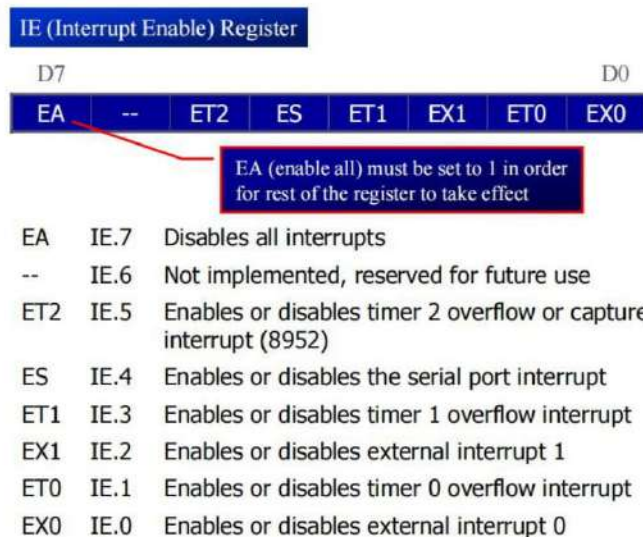 IE (Interrupt Enable) Register
D7 D0
EA -- ET2 ES ET1 EX1 ET0 EX0
EA (enable all) must be set to 1 in order
for rest of the register to take effect
EA IE.7 Disables all interrupts
-- IE.6 Not implemented, reserved for future use
ET2 IE.5 Enables or disables timer 2 overflow or capture
interrupt (8952)
ES IE.4 Enables or disables the serial port interrupt
ET1 IE.3 Enables or disables timer 1 overflow interrupt
EX1 IE.2 Enables or disables external interrupt 1
ET0 IE.1 Enables or disables timer 0 overflow interrupt
EX0 IE.0 Enables or disables external interrupt 0